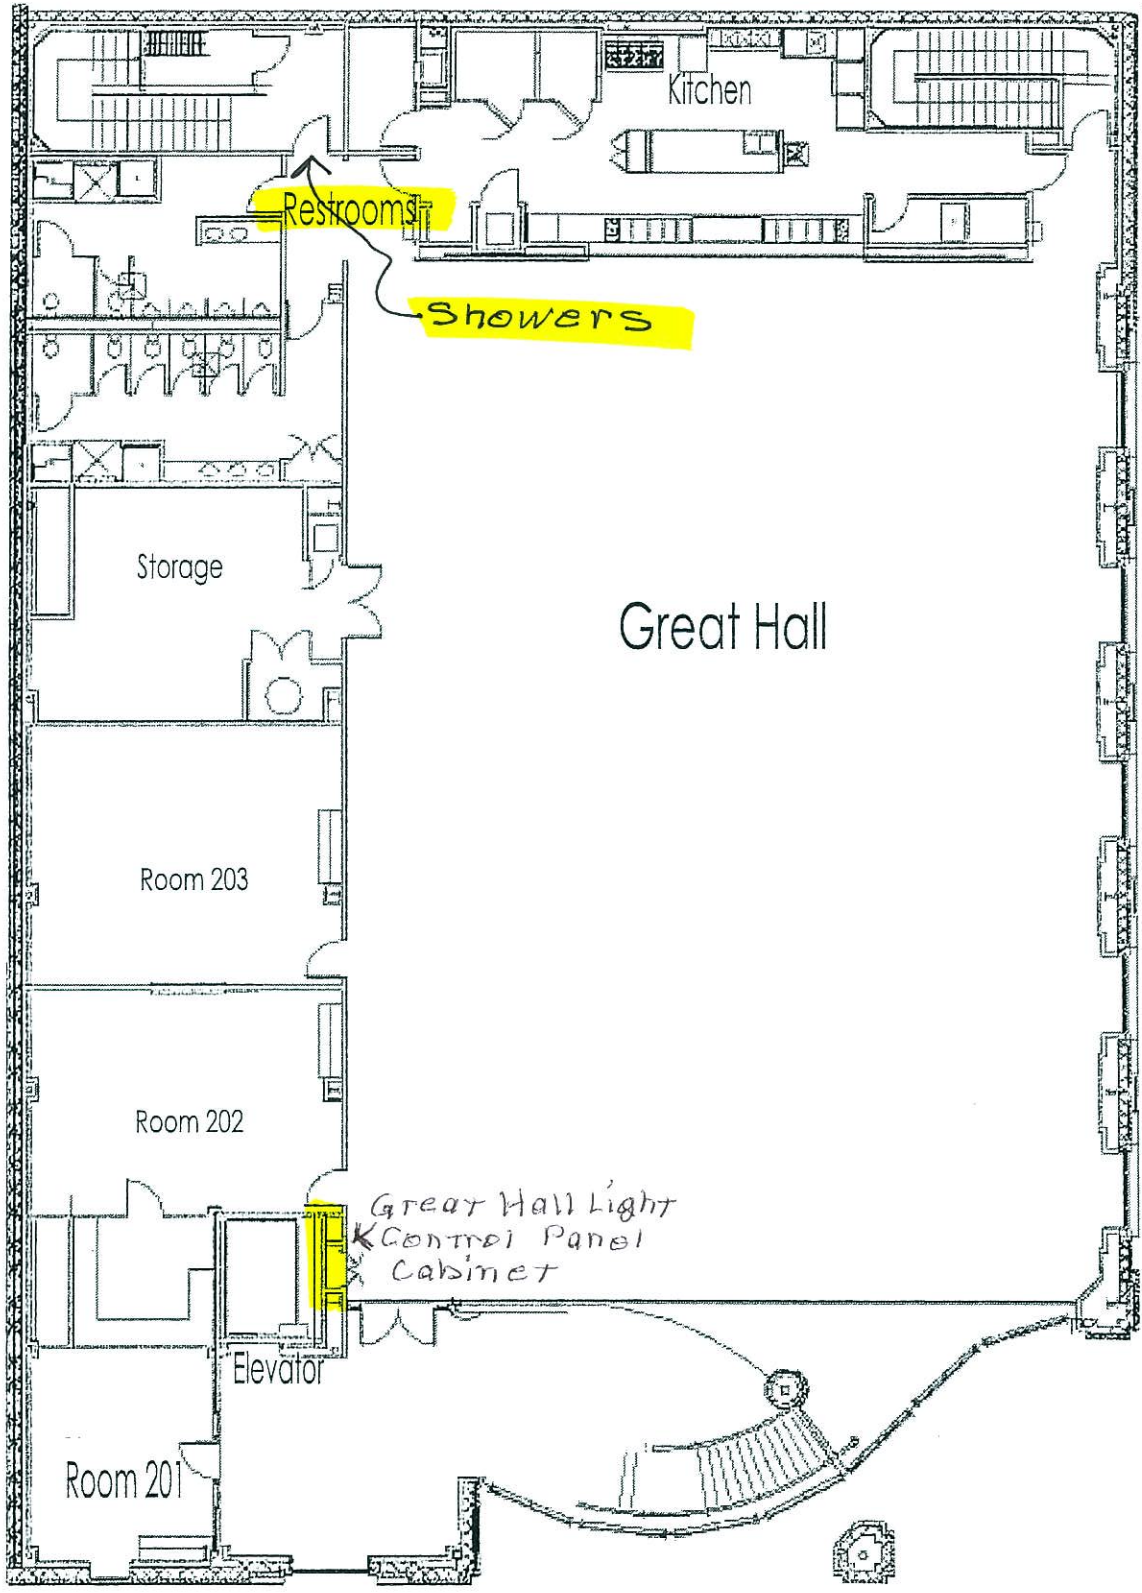 Kitchen
Restrooms
Showers
Storage
Great Hall
Room 203
Room 202
Great Hall Light
Control Panel
Cabinet
Elevator
Room 201